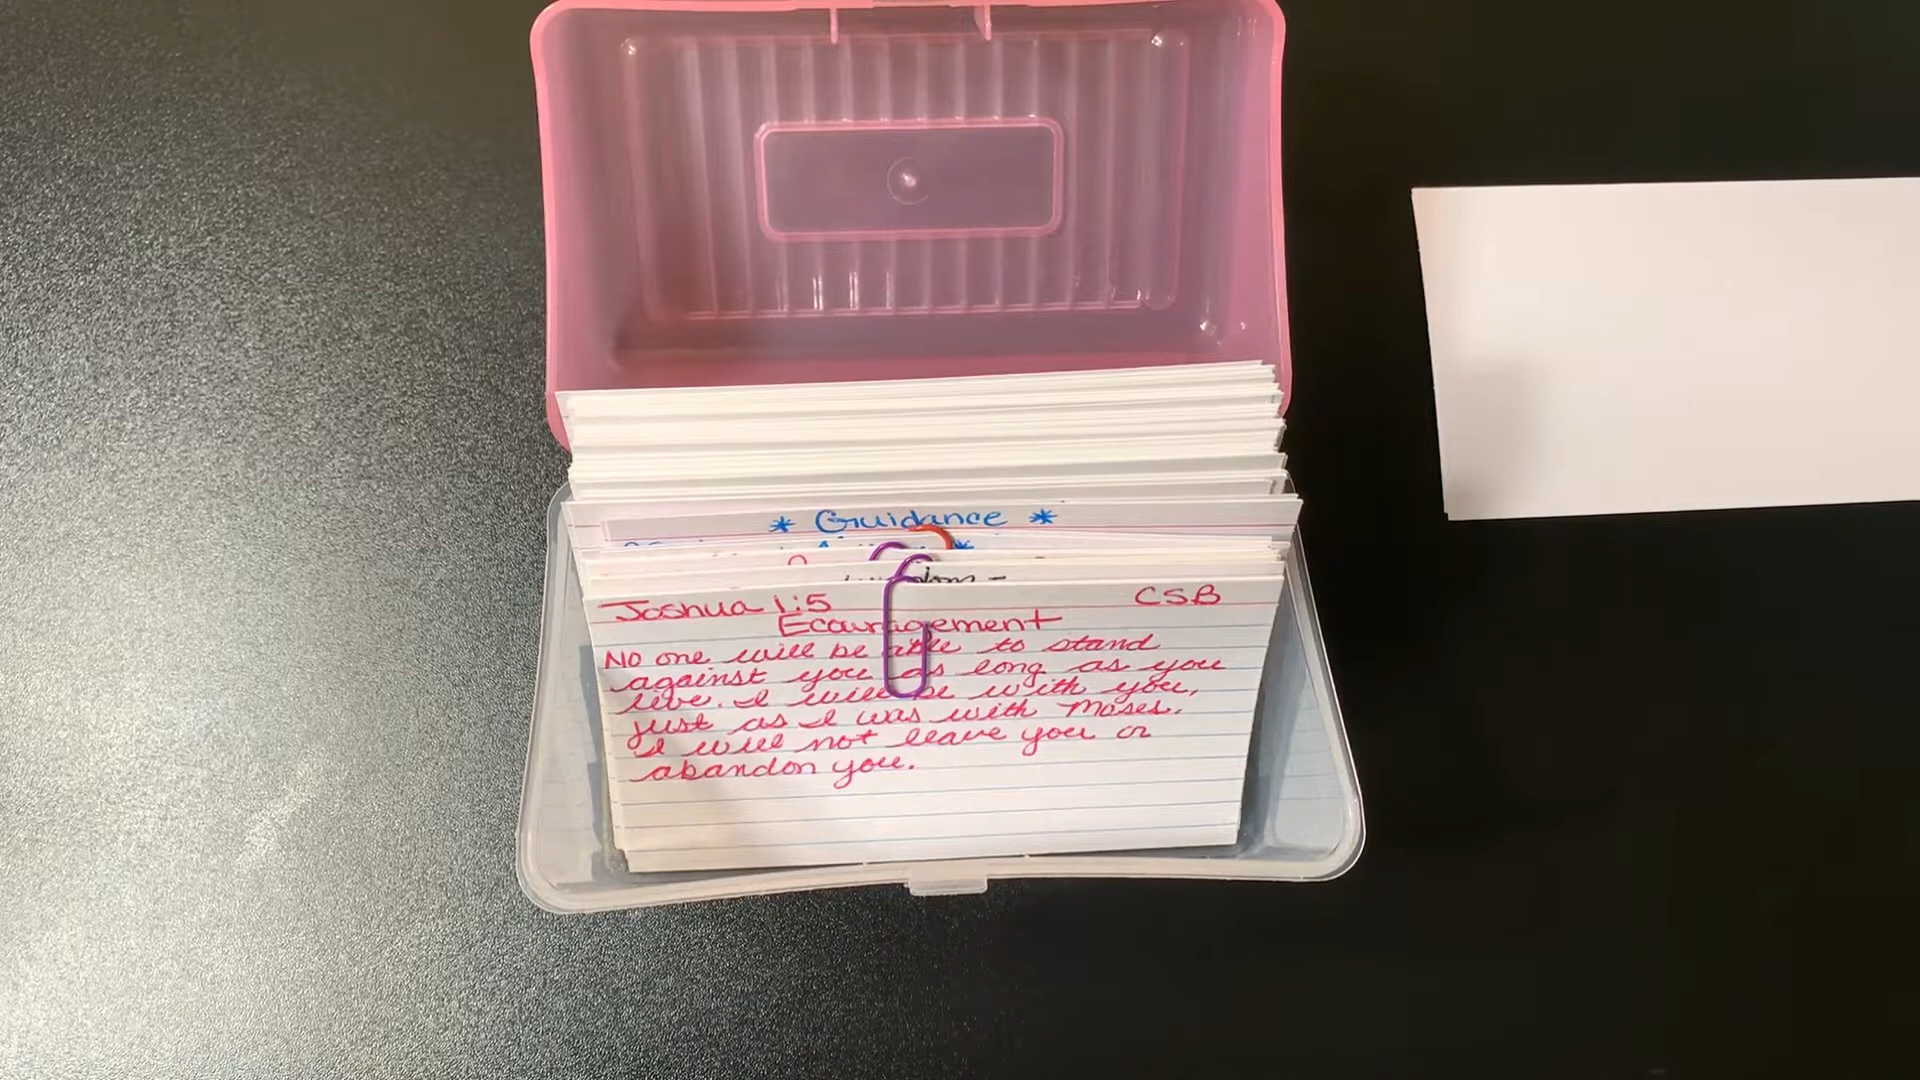 * Guidance *
Joshua 1:5 CSB
Ecouragement
No one will be able to stand
against you as long as you
live. I will be with you,
just as I was with Moses.
I will not leave you or
abandon you.